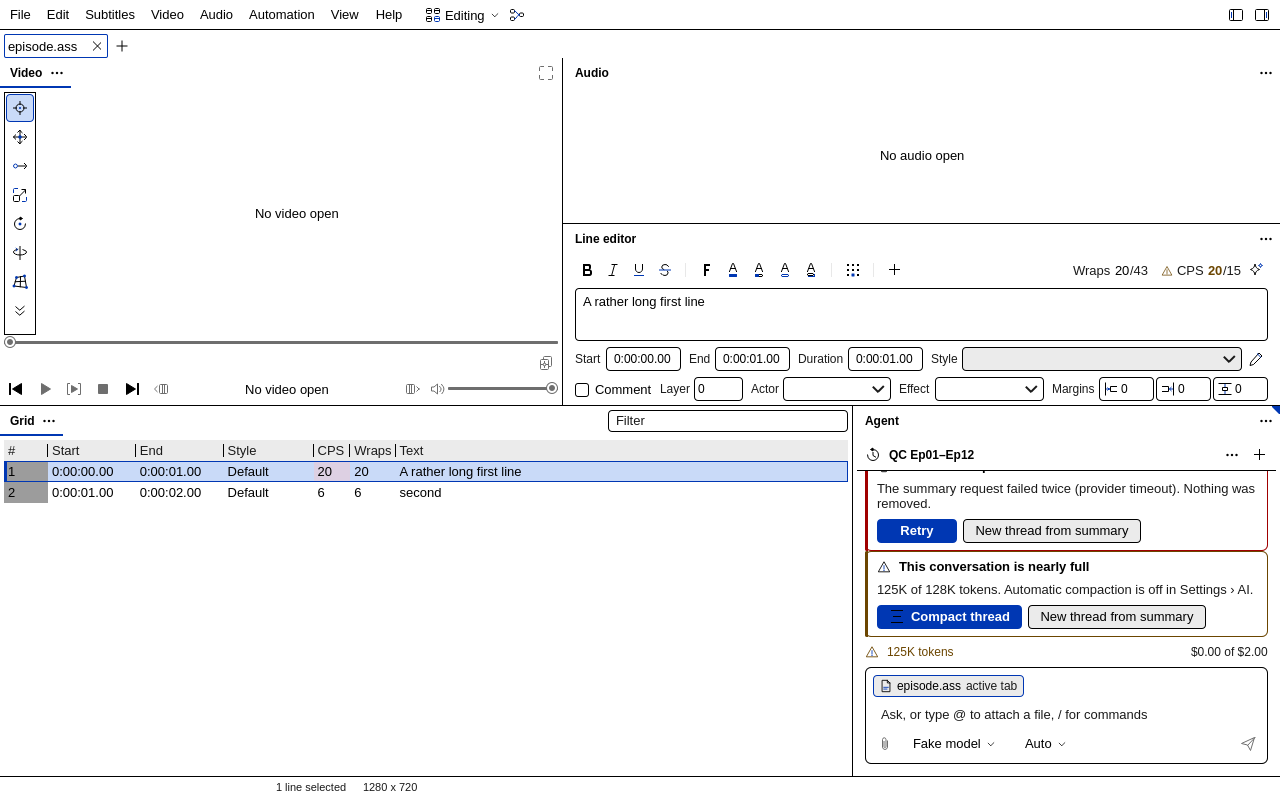 File Edit Subtitles Video Audio Automation View Help Editing
episode.ass
Video
No video open
No video open
Audio
No audio open
Line editor
B I U S F A A A A Wraps 20/43 CPS 20/15
A rather long first line
Start 0:00:00.00 End 0:00:01.00 Duration 0:00:01.00 Style
Comment Layer 0 Actor Effect Margins 0 0 0
Grid Filter
# Start End Style CPS Wraps Text
1 0:00:00.00 0:00:01.00 Default 20 20 A rather long first line
2 0:00:01.00 0:00:02.00 Default 6 6 second
Agent
QC Ep01–Ep12
The summary request failed twice (provider timeout). Nothing was
removed.
Retry New thread from summary
This conversation is nearly full
125K of 128K tokens. Automatic compaction is off in Settings › AI.
Compact thread New thread from summary
125K tokens $0.00 of $2.00
episode.ass active tab
Ask, or type @ to attach a file, / for commands
Fake model Auto
1 line selected 1280 x 720